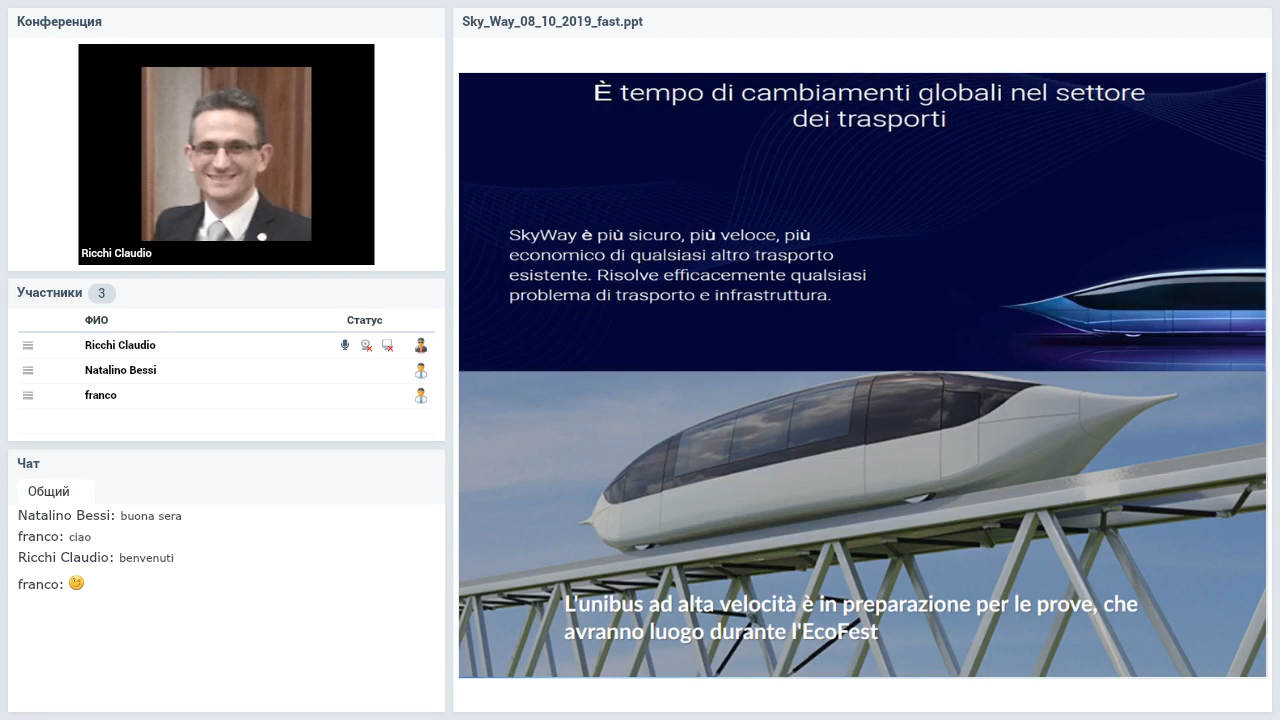 Конференция
Ricchi Claudio
Участники 3
ФИО Статус
Ricchi Claudio
Natalino Bessi
franco
Чат
Общий
Natalino Bessi: buona sera
franco: ciao
Ricchi Claudio: benvenuti
franco:
Sky_Way_08_10_2019_fast.ppt
È tempo di cambiamenti globali nel settore
dei trasporti
SkyWay è più sicuro, più veloce, più
economico di qualsiasi altro trasporto
esistente. Risolve efficacemente qualsiasi
problema di trasporto e infrastruttura.
L'unibus ad alta velocità è in preparazione per le prove, che
avranno luogo durante l'EcoFest